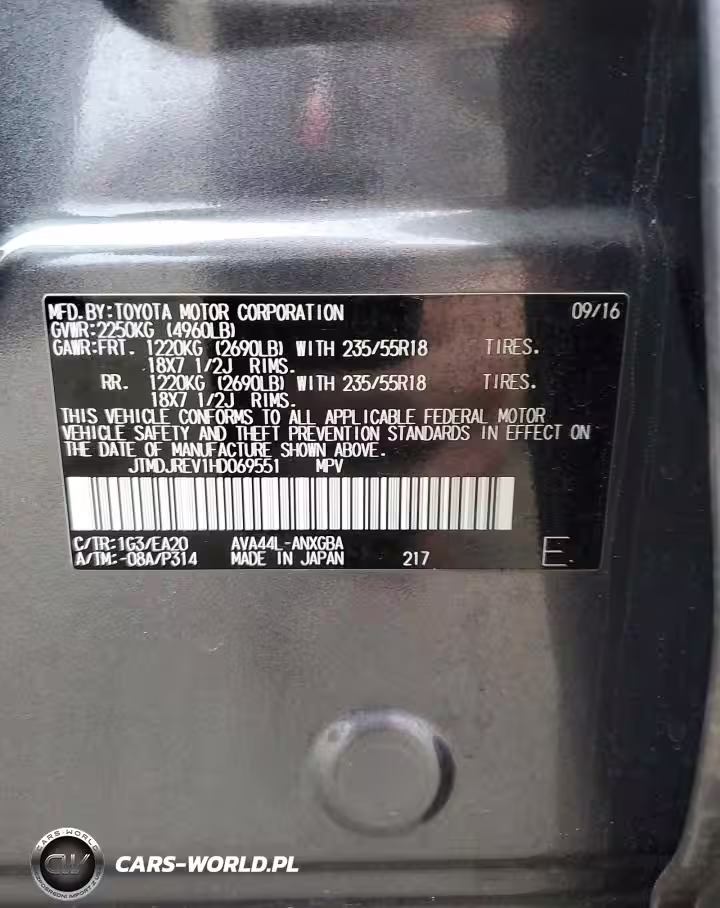 MFD.BY:TOYOTA MOTOR CORPORATION 09/16
GVWR:2250KG (4960LB)
GAWR:FRT. 1220KG (2690LB) WITH 235/55R18 TIRES.
18X7 1/2J RIMS.
RR. 1220KG (2690LB) WITH 235/55R18 TIRES.
18X7 1/2J RIMS.
THIS VEHICLE CONFORMS TO ALL APPLICABLE FEDERAL MOTOR
VEHICLE SAFETY AND THEFT PREVENTION STANDARDS IN EFFECT ON
THE DATE OF MANUFACTURE SHOWN ABOVE.
JTMDJREV1HD069551 MPV
C/TR:1G3/EA20 AVA44L-ANXGBA
A/TM:-08A/P314 MADE IN JAPAN 217 E.
CARS-WORLD
CW
CARS-WORLD.PL